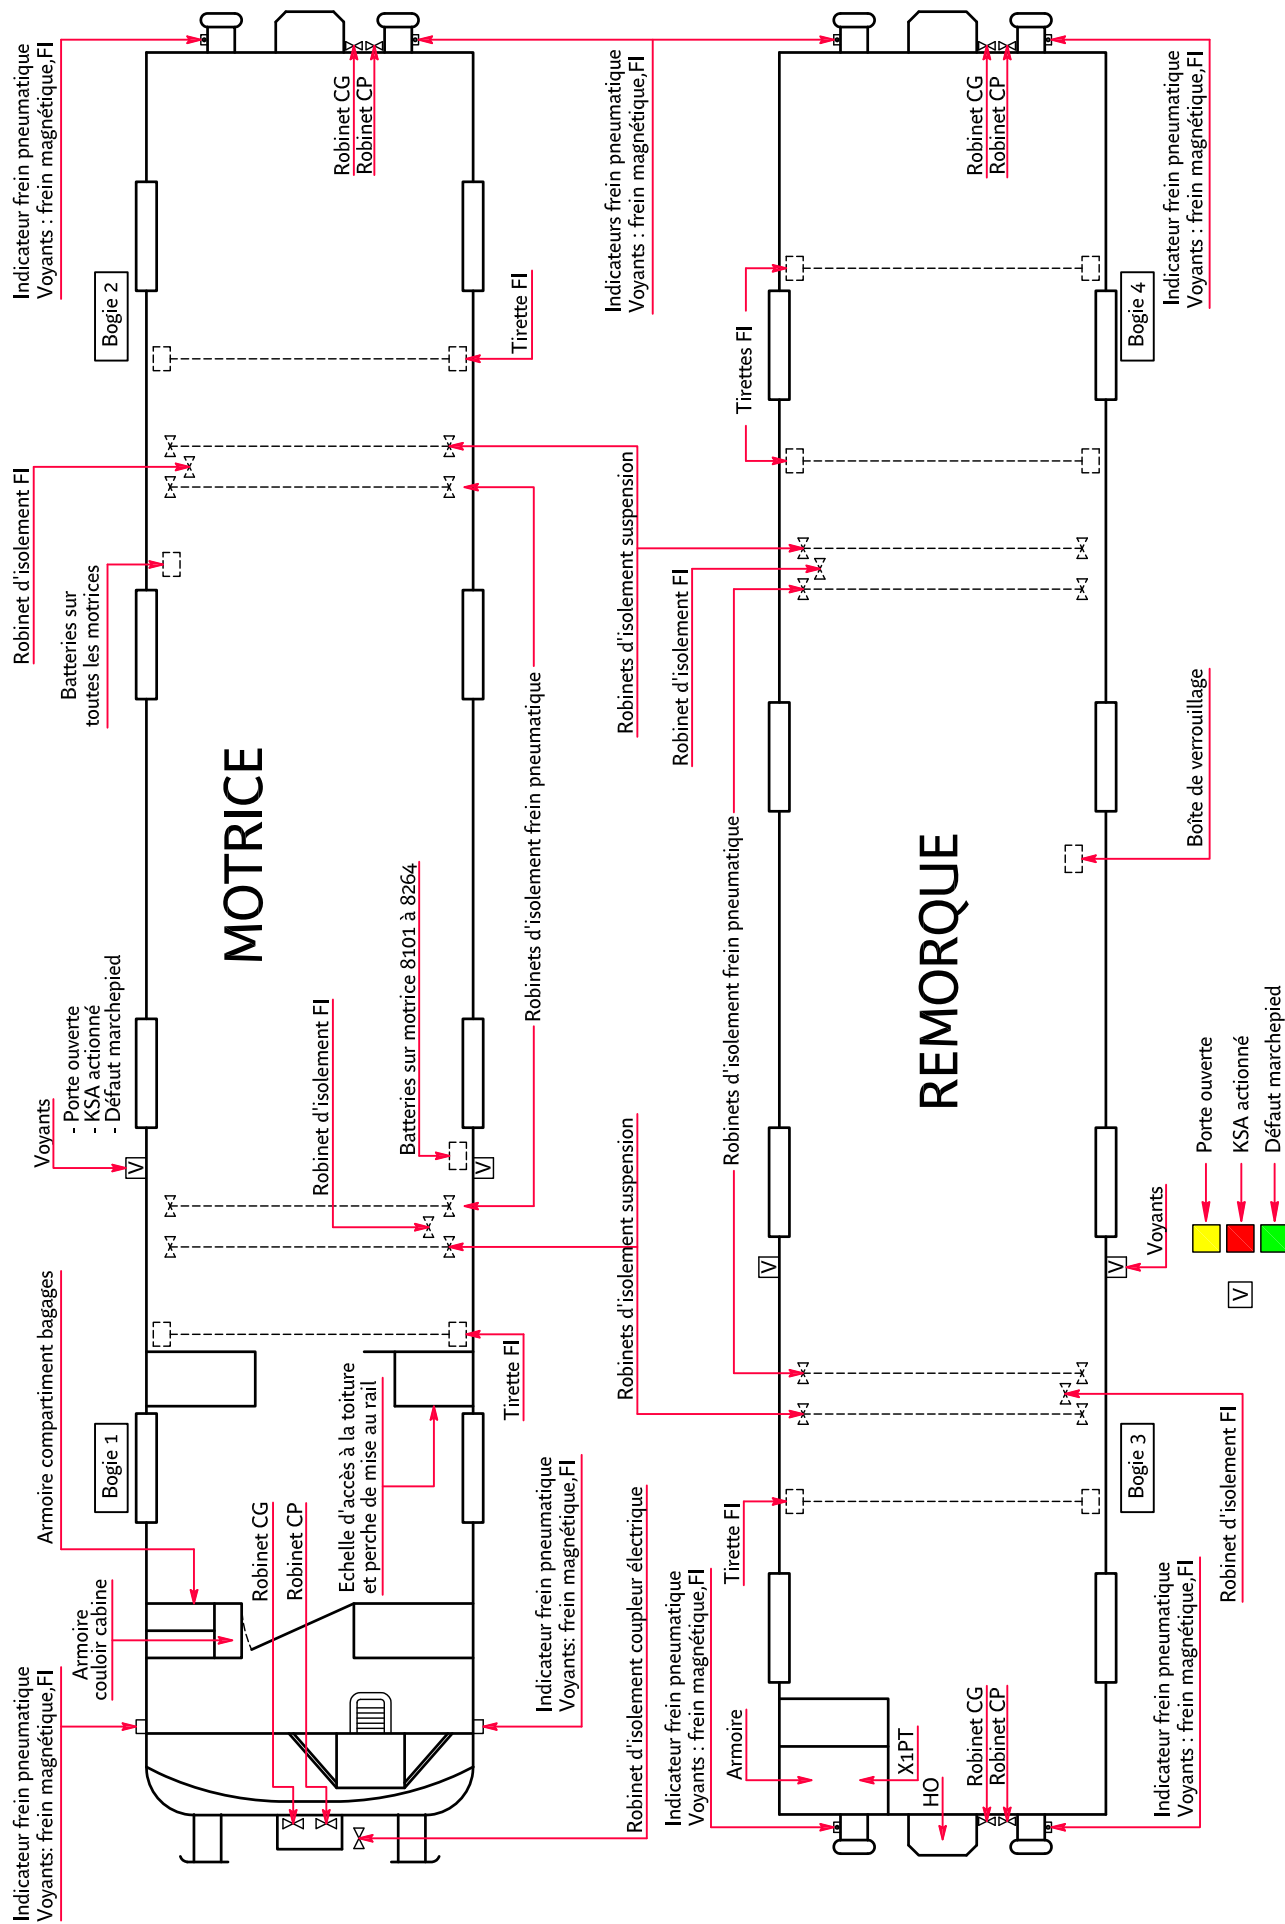 Indicateur frein pneumatique
Voyants: frein magnétique,FI
Armoire
couloir cabine
Armoire compartiment bagages
Bogie 1
Voyants
- Porte ouverte
- KSA actionné
- Défaut marchepied
Batteries sur
toutes les motrices
Robinet d'isolement FI
Bogie 2
Indicateur frein pneumatique
Voyants : frein magnétique,FI
V
MOTRICE
Robinet CG
Robinet CP
Echelle d'accès à la toiture
et perche de mise au rail
Robinet d'isolement FI
Batteries sur motrice 8101 à 8264
V
Robinet CG
Robinet CP
Indicateur frein pneumatique
Voyants: frein magnétique,FI
Tirette FI
Robinets d'isolement frein pneumatique
Tirette FI
Robinet d'isolement coupleur électrique
Robinets d'isolement suspension
Robinets d'isolement suspension
Indicateurs frein pneumatique
Voyants : frein magnétique,FI
Indicateur frein pneumatique
Voyants : frein magnétique,FI
Tirette FI
Robinets d'isolement frein pneumatique
Robinet d'isolement FI
Tirettes FI
Armoire
X1PT
HO
V
REMORQUE
Robinet CG
Robinet CP
Robinet CG
Robinet CP
V
Bogie 3
Bogie 4
Indicateur frein pneumatique
Voyants : frein magnétique,FI
Robinet d'isolement FI
Voyants
Boîte de verrouillage
Indicateur frein pneumatique
Voyants : frein magnétique,FI
V
Porte ouverte
KSA actionné
Défaut marchepied